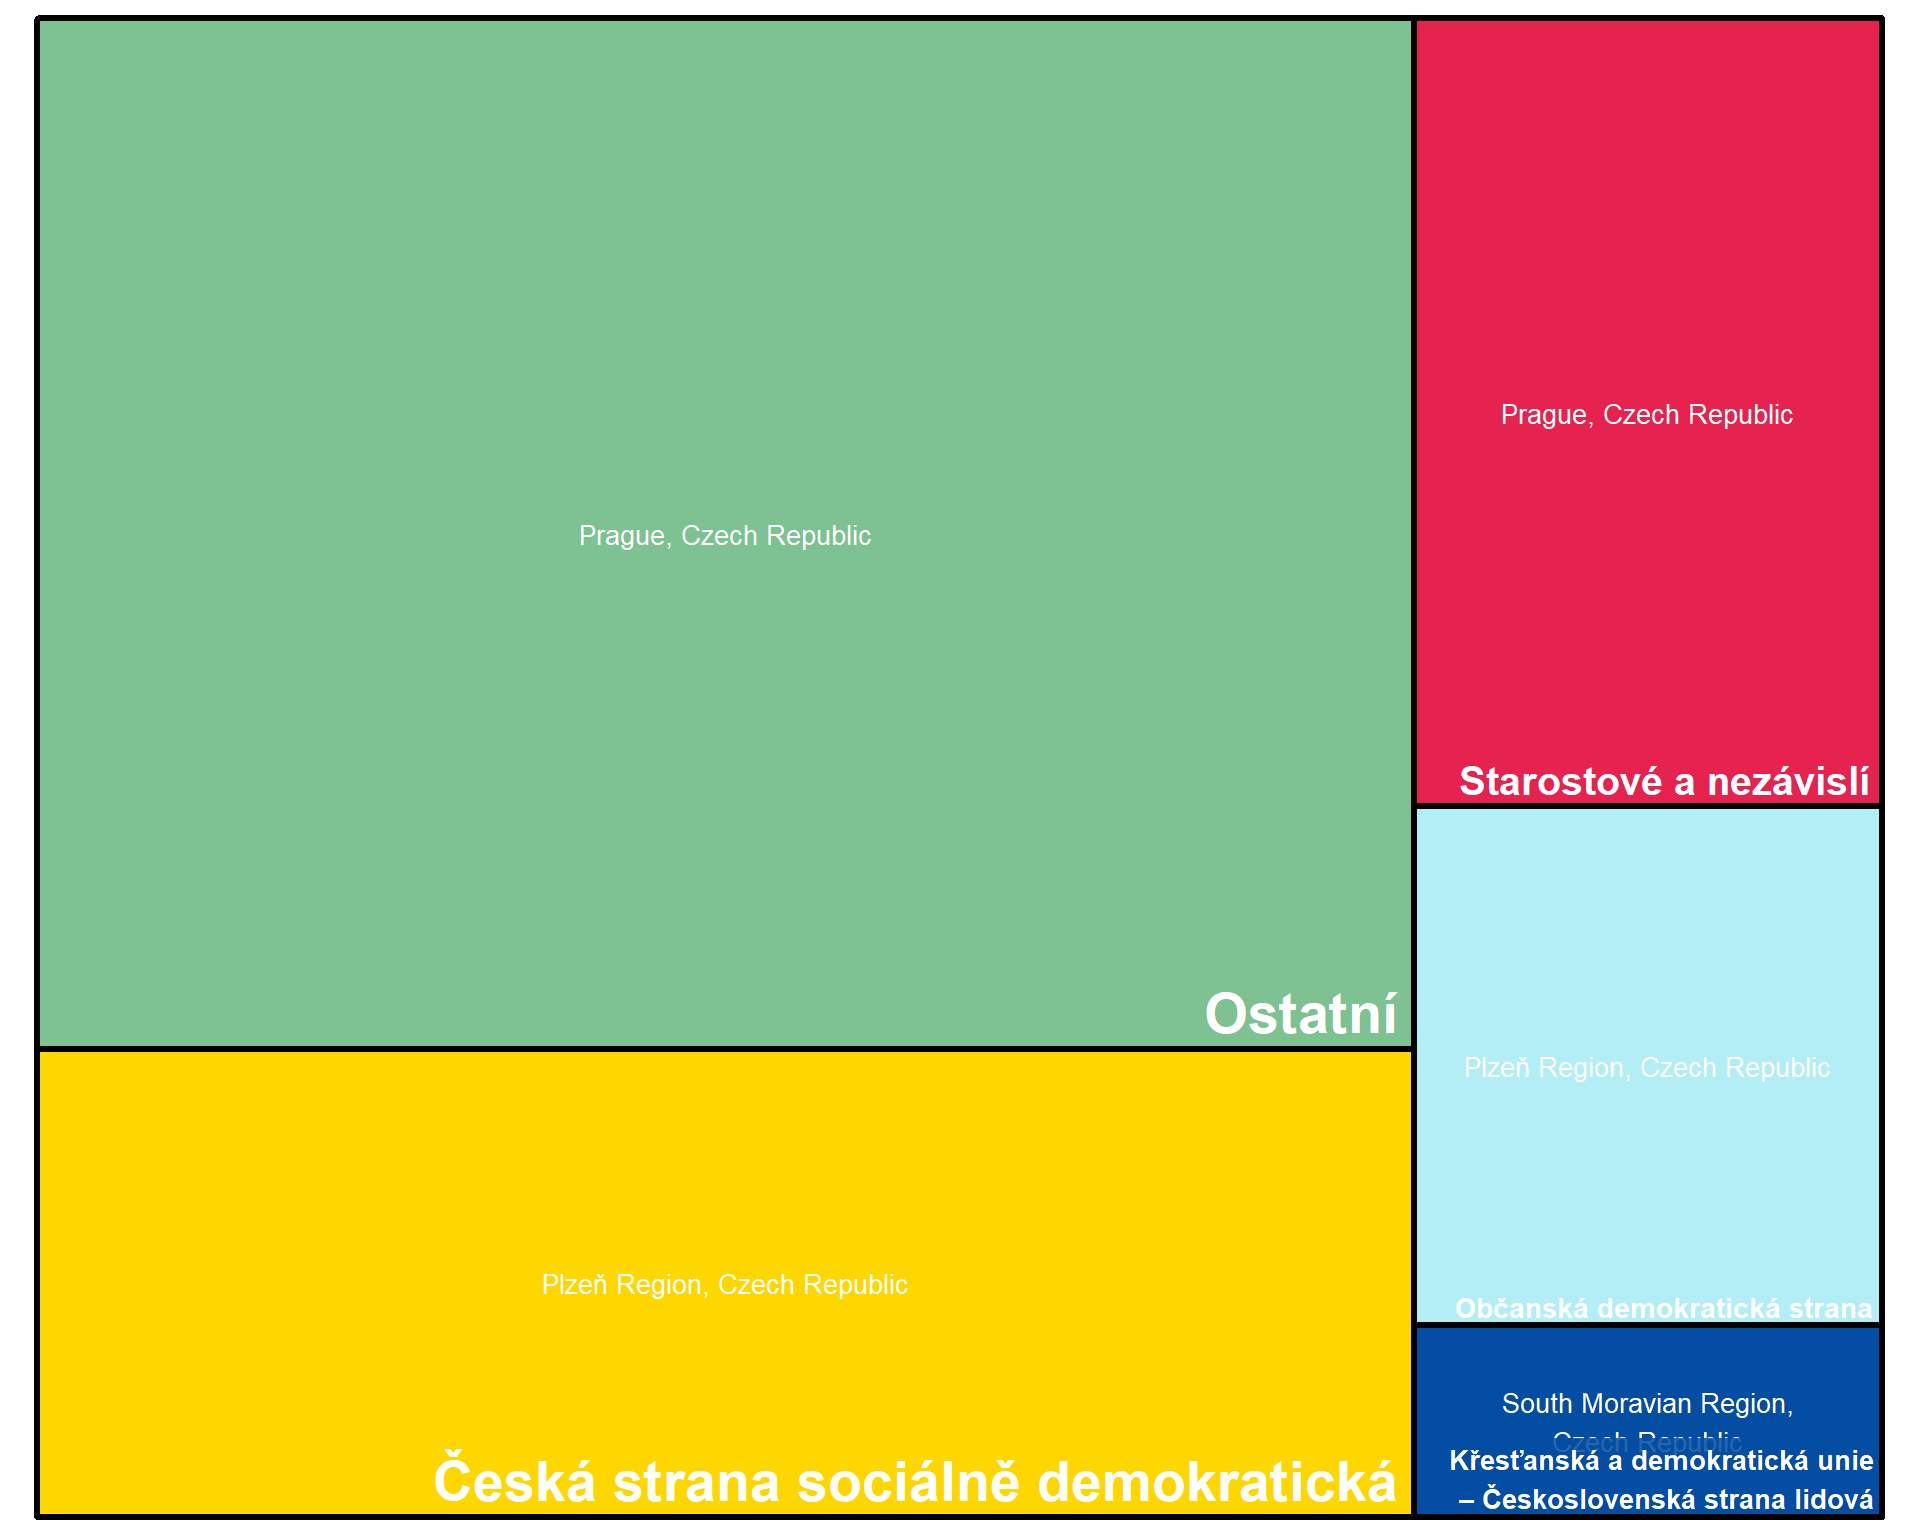 Prague, Czech Republic
Ostatní
Plzeň Region, Czech Republic
Česká strana sociálně demokratická
Prague, Czech Republic
Starostové a nezávislí
Plzeň Region, Czech Republic
Občanská demokratická strana
South Moravian Region,
Czech Republic
Křesťanská a demokratická unie
– Československá strana lidová